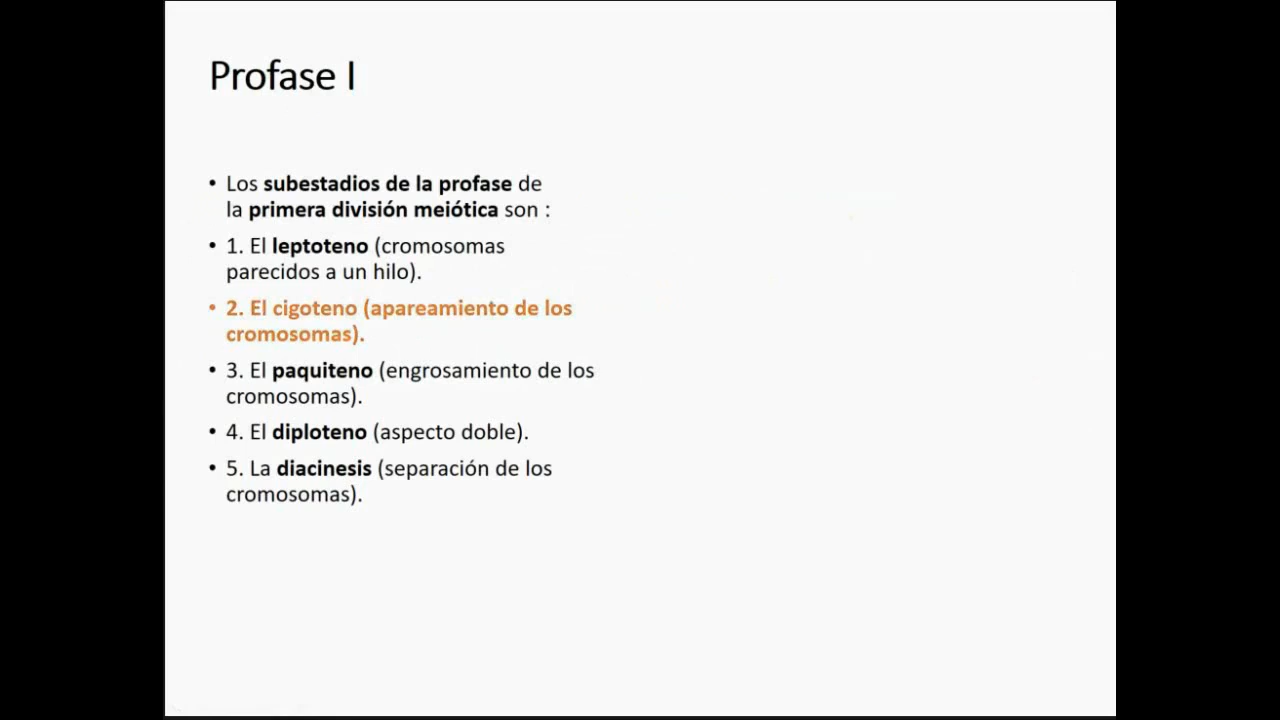 Profase I
• Los subestadios de la profase de
la primera división meiótica son :
• 1. El leptoteno (cromosomas
parecidos a un hilo).
• 2. El cigoteno (apareamiento de los
cromosomas).
• 3. El paquiteno (engrosamiento de los
cromosomas).
• 4. El diploteno (aspecto doble).
• 5. La diacinesis (separación de los
cromosomas).